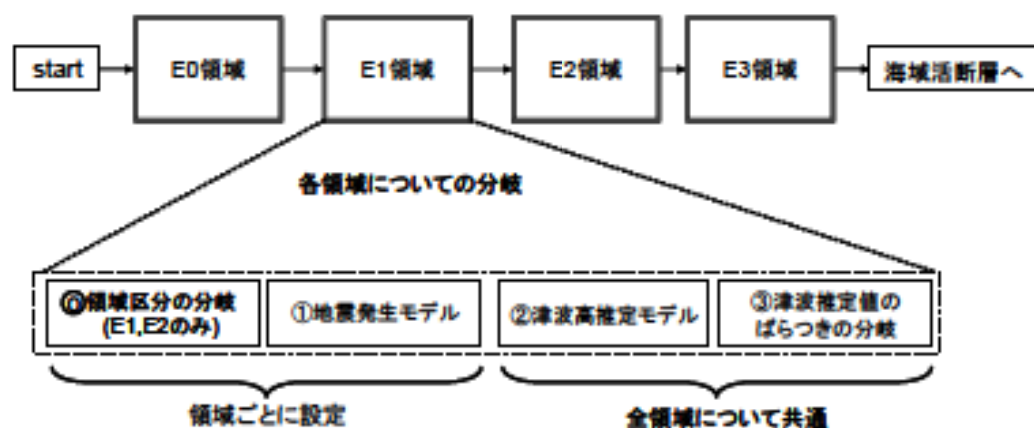 start
E0領域
E1領域
E2領域
E3領域
海域活断層へ
各領域についての分岐
⓪領域区分の分岐
(E1,E2のみ)
①地震発生モデル
②津波高推定モデル
③津波推定値の
ばらつきの分岐
領域ごとに設定
全領域について共通